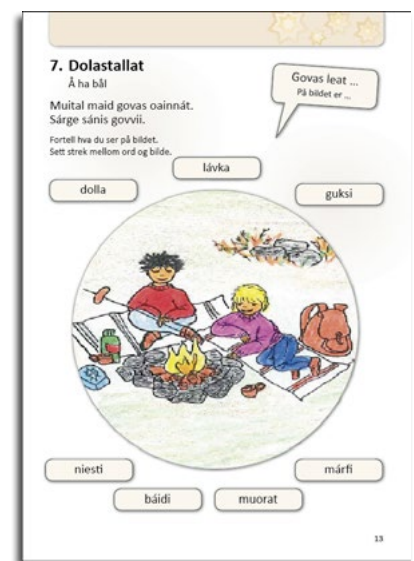 7. Dolastallat
Å ha bål
Govas leat ...
På bildet er ...
Muital maid govas oainnát.
Sárge sánis govvii.
Fortell hva du ser på bildet.
Sett strek mellom ord og bilde.
lávka
dolla
guksi
niesti
márfi
báidi
muorat
13